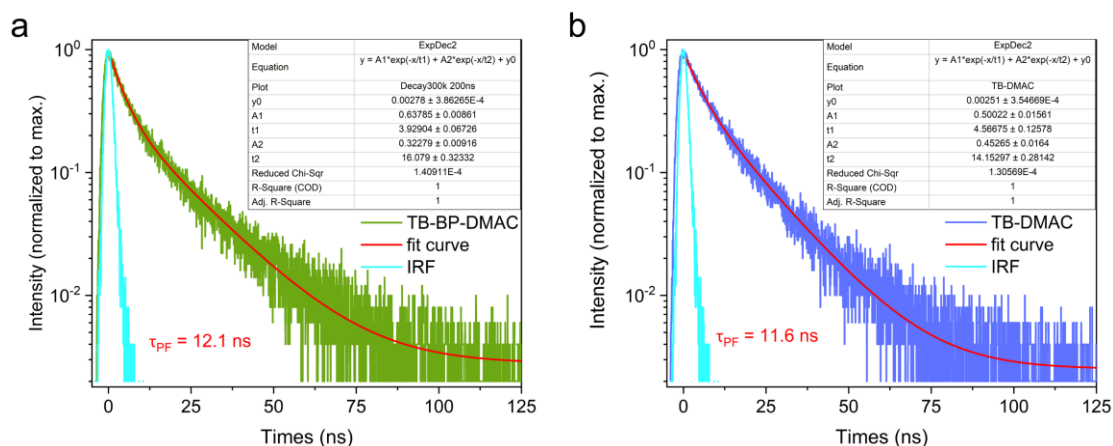 a
Intensity (normalized to max.)
10⁰
10⁻¹
10⁻²
Model ExpDec2
Equation y = A1*exp(-x/t1) + A2*exp(-x/t2) + y0
Plot Decay300k 200ns
y0 0.00278 ± 3.86265E-4
A1 0.63785 ± 0.00861
t1 3.92904 ± 0.06726
A2 0.32279 ± 0.00916
t2 16.079 ± 0.32332
Reduced Chi-Sqr 1.40911E-4
R-Square (COD) 1
Adj. R-Square 1
TB-BP-DMAC
fit curve
IRF
τPF = 12.1 ns
0 25 50 75 100 125
Times (ns)
b
Intensity (normalized to max.)
10⁰
10⁻¹
10⁻²
Model ExpDec2
Equation y = A1*exp(-x/t1) + A2*exp(-x/t2) + y0
Plot TB-DMAC
y0 0.00251 ± 3.54669E-4
A1 0.50022 ± 0.01561
t1 4.56675 ± 0.12578
A2 0.45265 ± 0.0164
t2 14.15297 ± 0.28142
Reduced Chi-Sqr 1.30569E-4
R-Square (COD) 1
Adj. R-Square 1
TB-DMAC
fit curve
IRF
τPF = 11.6 ns
0 25 50 75 100 125
Times (ns)